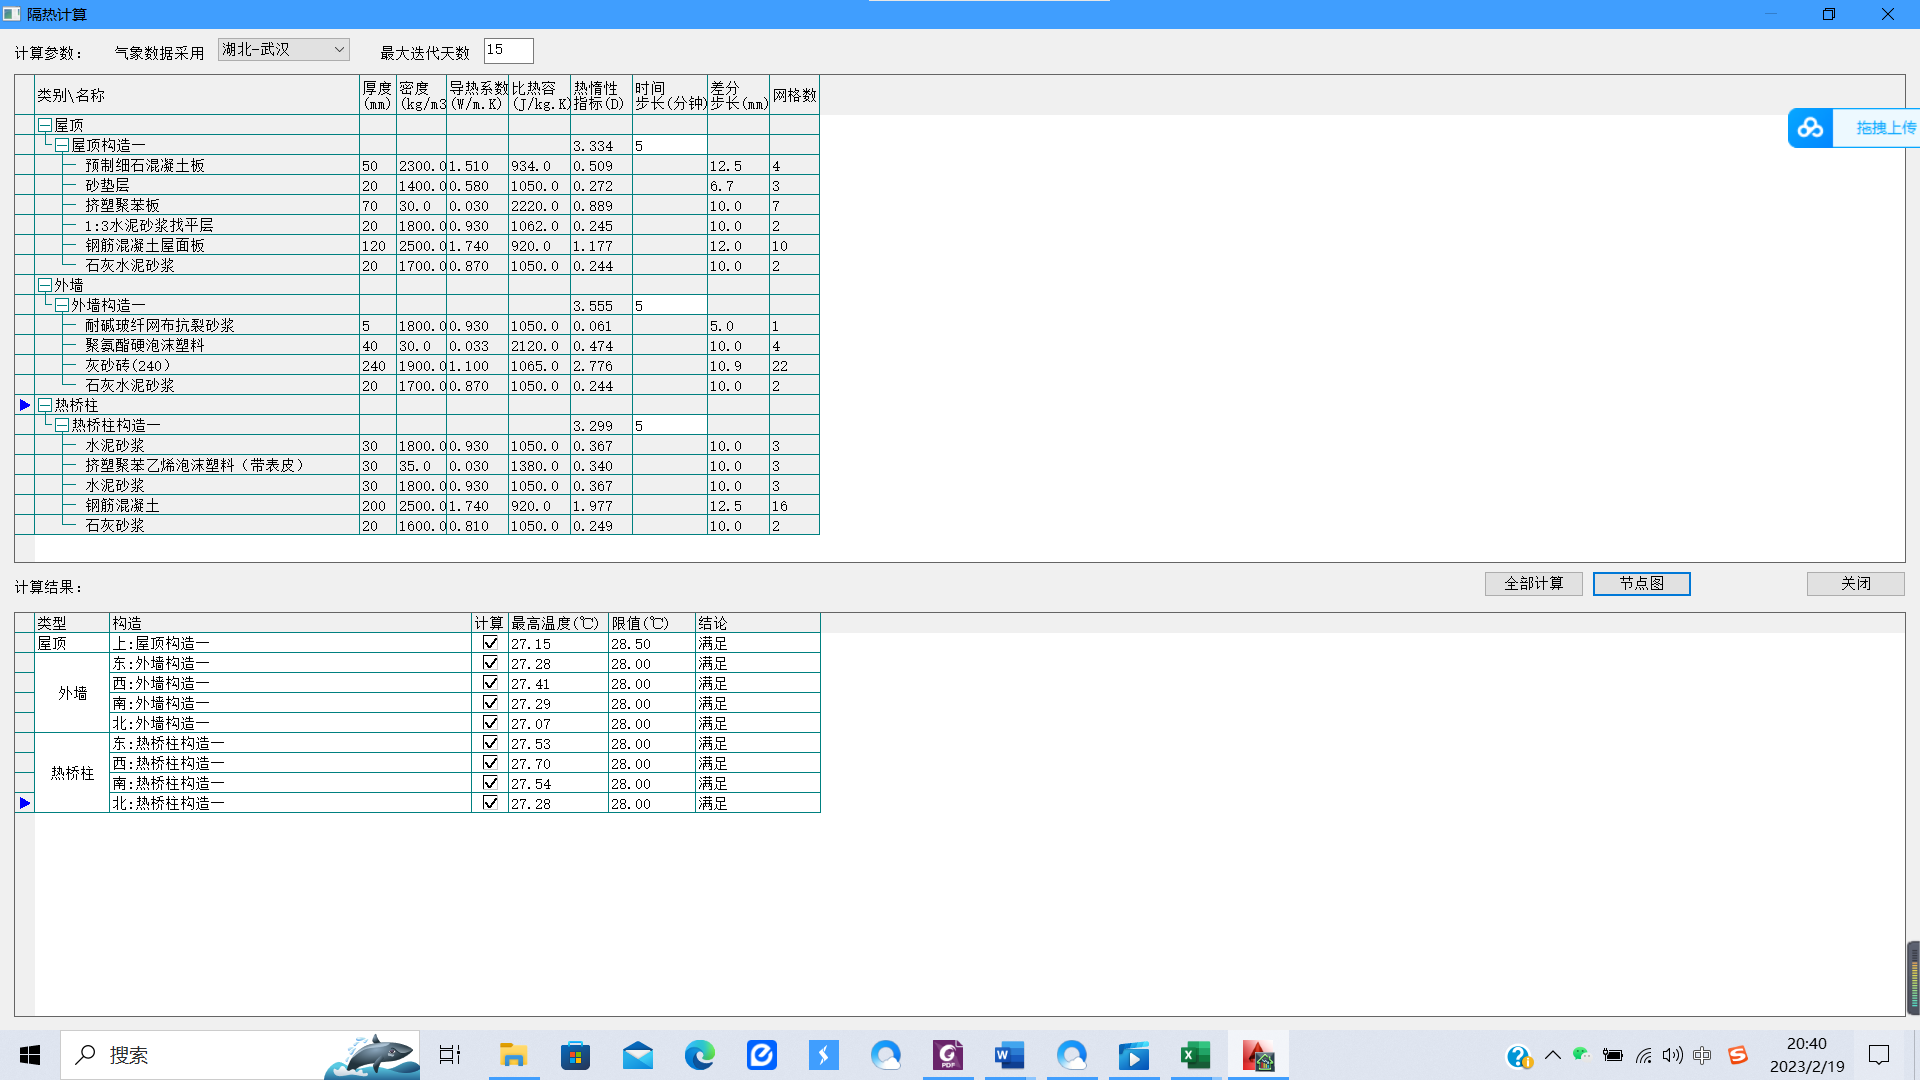 隔热计算
计算参数: 气象数据采用 湖北-武汉 最大迭代天数 15
类别\名称 厚度(mm) 密度(kg/m3 导热系数(W/m.K) 比热容(J/kg.K) 热惰性指标(D) 时间步长(分钟) 差分步长(mm) 网格数
屋顶
屋顶构造一 3.334 5
预制细石混凝土板 50 2300.0 1.510 934.0 0.509 12.5 4
砂垫层 20 1400.0 0.580 1050.0 0.272 6.7 3
挤塑聚苯板 70 30.0 0.030 2220.0 0.889 10.0 7
1:3水泥砂浆找平层 20 1800.0 0.930 1062.0 0.245 10.0 2
钢筋混凝土屋面板 120 2500.0 1.740 920.0 1.177 12.0 10
石灰水泥砂浆 20 1700.0 0.870 1050.0 0.244 10.0 2
外墙
外墙构造一 3.555 5
耐碱玻纤网布抗裂砂浆 5 1800.0 0.930 1050.0 0.061 5.0 1
聚氨酯硬泡沫塑料 40 30.0 0.033 2120.0 0.474 10.0 4
灰砂砖(240) 240 1900.0 1.100 1065.0 2.776 10.9 22
石灰水泥砂浆 20 1700.0 0.870 1050.0 0.244 10.0 2
热桥柱
热桥柱构造一 3.299 5
水泥砂浆 30 1800.0 0.930 1050.0 0.367 10.0 3
挤塑聚苯乙烯泡沫塑料（带表皮） 30 35.0 0.030 1380.0 0.340 10.0 3
水泥砂浆 30 1800.0 0.930 1050.0 0.367 10.0 3
钢筋混凝土 200 2500.0 1.740 920.0 1.977 12.5 16
石灰砂浆 20 1600.0 0.810 1050.0 0.249 10.0 2
拖拽上传
计算结果: 全部计算 节点图 关闭
类型 构造 计算 最高温度(℃) 限值(℃) 结论
屋顶 上:屋顶构造一 27.15 28.50 满足
外墙 东:外墙构造一 27.28 28.00 满足
西:外墙构造一 27.41 28.00 满足
南:外墙构造一 27.29 28.00 满足
北:外墙构造一 27.07 28.00 满足
热桥柱 东:热桥柱构造一 27.53 28.00 满足
西:热桥柱构造一 27.70 28.00 满足
南:热桥柱构造一 27.54 28.00 满足
北:热桥柱构造一 27.28 28.00 满足
搜索 PDF 中 20:40
2023/2/19